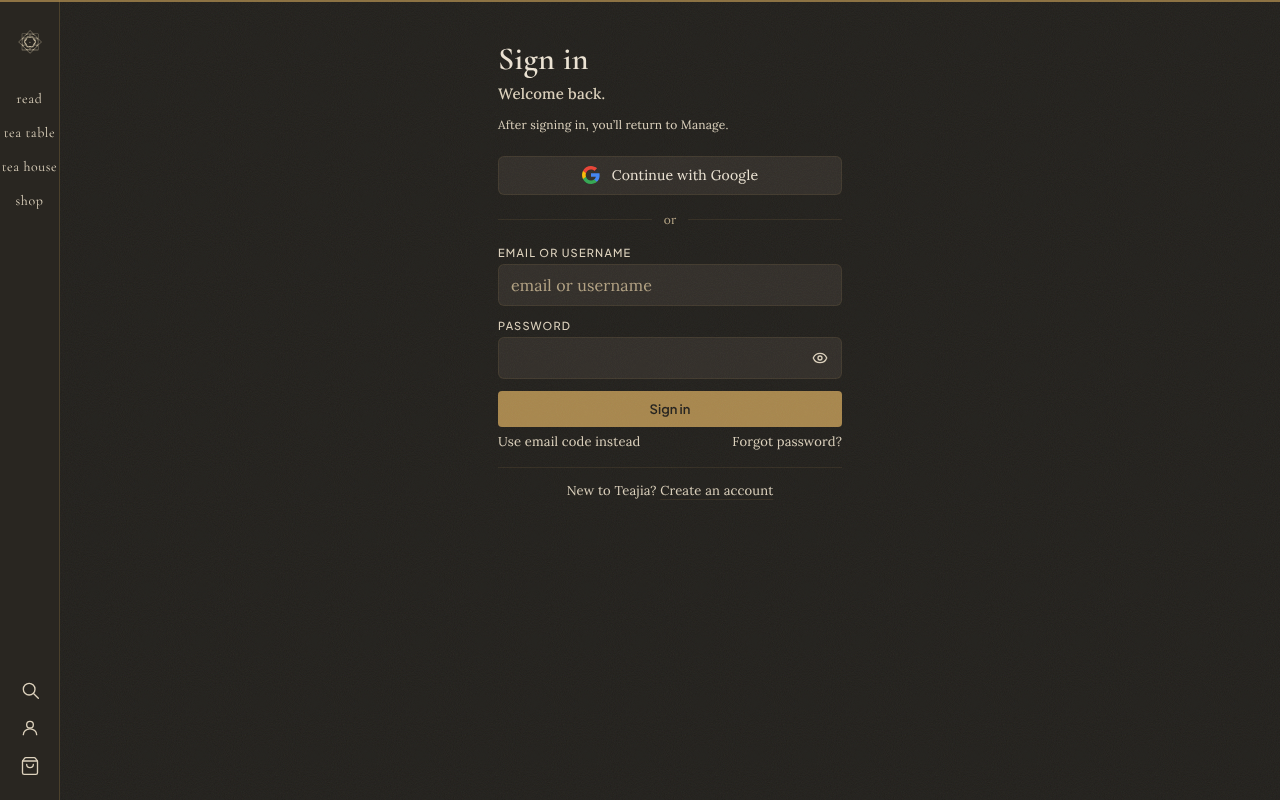 read
tea table
tea house
shop
Sign in
Welcome back.
After signing in, you’ll return to Manage.
Continue with Google
or
EMAIL OR USERNAME
email or username
PASSWORD
Sign in
Use email code instead
Forgot password?
New to Teajia? Create an account